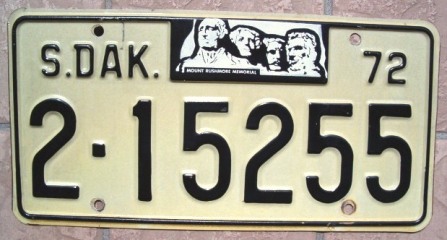 S.DAK.
MOUNT RUSHMORE MEMORIAL
72
2·15255